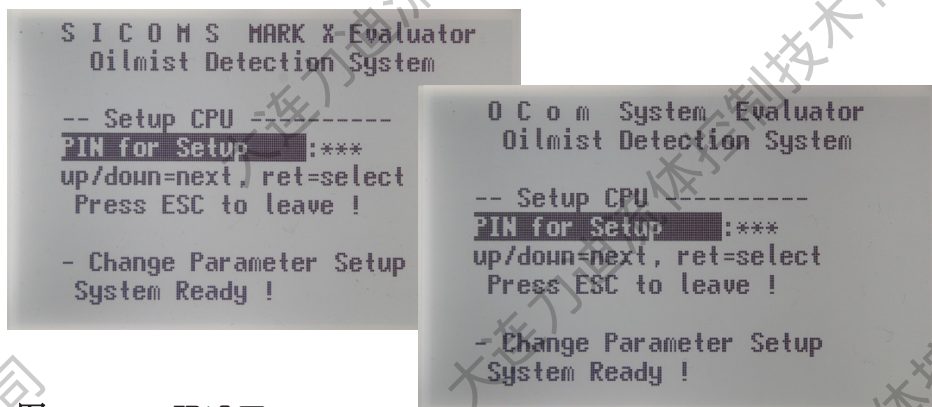 S I C O M S MARK X-Evaluator
Oilmist Detection System
-- Setup CPU ----------
PIN for Setup :***
up/down=next, ret=select
Press ESC to leave !
- Change Parameter Setup
System Ready !
O C o m System Evaluator
Oilmist Detection System
-- Setup CPU ----------
PIN for Setup :***
up/down=next, ret=select
Press ESC to leave !
- Change Parameter Setup
System Ready !